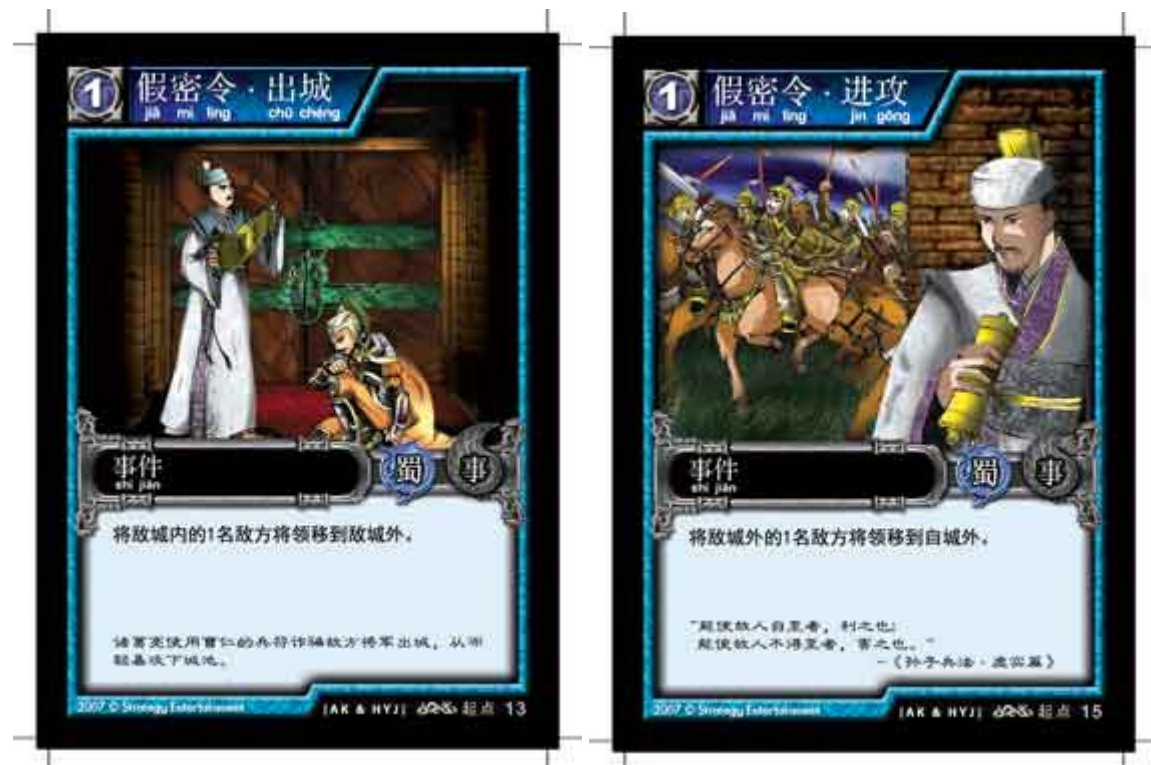 1
假密令·出城
jiǎ mì lìng chū chéng
事件
shì jiàn
蜀
事
将敌城内的1名敌方将领移到敌城外。
诸葛亮使用曹仁的兵符诈骗敌方将军出城，从而
轻易攻下城池。
2007 © Strategy Entertainment
|AK & HYJ|
起点 13
1
假密令·进攻
jiǎ mì lìng jìn gōng
事件
shì jiàn
蜀
事
将敌城外的1名敌方将领移到自城外。
"能使敌人自至者，利之也；
能使敌人不得至者，害之也。"
-《孙子兵法·虚实篇》
2007 © Strategy Entertainment
|AK & HYJ|
起点 15